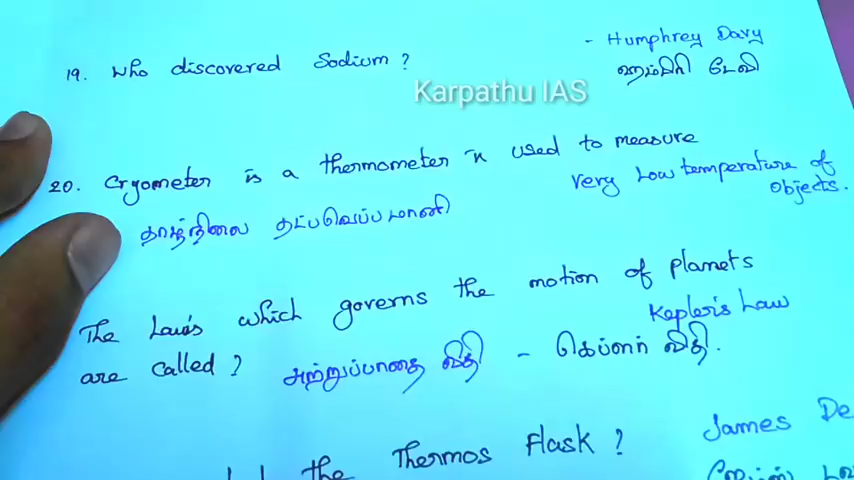 19. Who discovered Sodium ? - Humphrey Davy
ஹம்பிரி டேவி
Karpathu IAS
20. Cryometer is a thermometer is used to measure
very low temperature of objects.
தாழ்நிலை தட்பவெப்பமானி
The Law's which governs the motion of planets
are called ? Kepler's Law
சுற்றுப்பாதை விதி - கெப்ளர் விதி.
the Thermos Flask ? James De